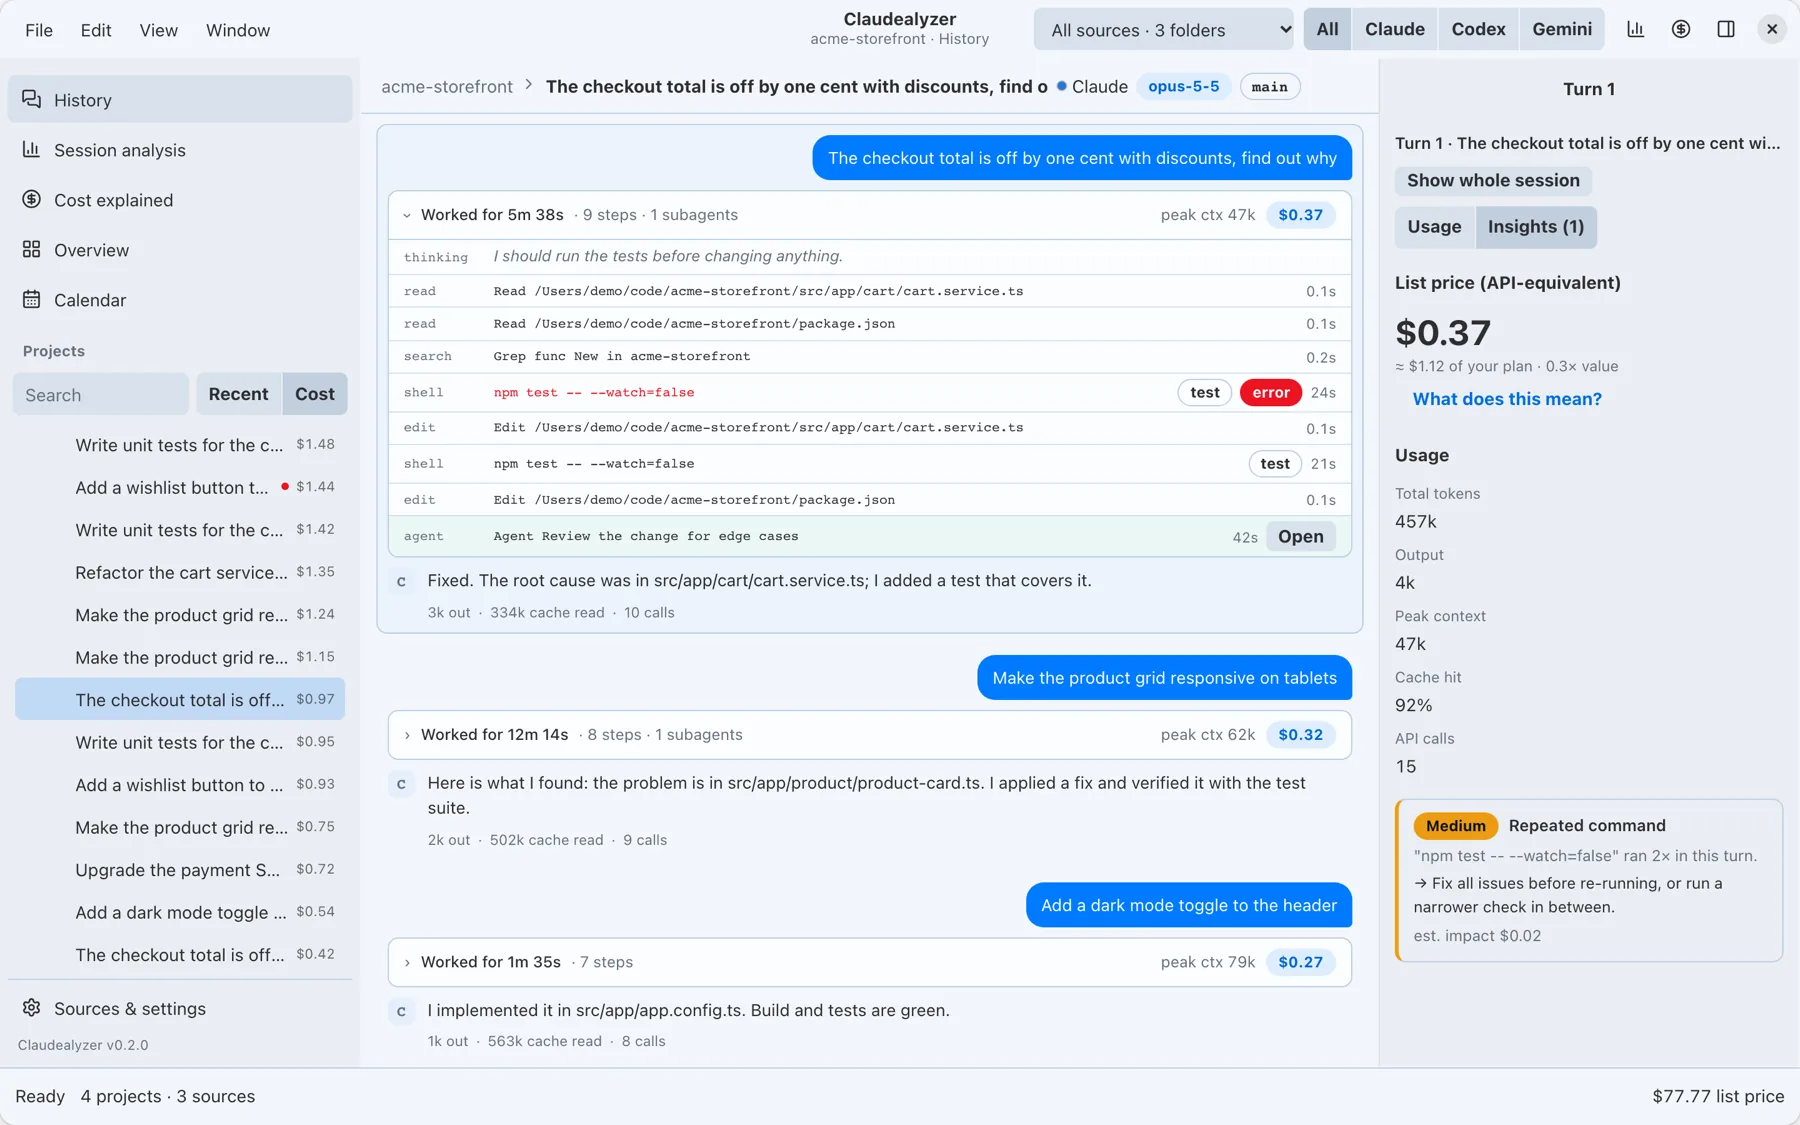 File Edit View Window
Claudealyzer
acme-storefront · History
All sources · 3 folders
All Claude Codex Gemini
History
Session analysis
Cost explained
Overview
Calendar
Projects
Search
Recent Cost
Write unit tests for the c... $1.48
Add a wishlist button t... $1.44
Write unit tests for the c... $1.42
Refactor the cart service... $1.35
Make the product grid re... $1.24
Make the product grid re... $1.15
The checkout total is off... $0.97
Write unit tests for the c... $0.95
Add a wishlist button to ... $0.93
Make the product grid re... $0.75
Upgrade the payment S... $0.72
Add a dark mode toggle ... $0.54
The checkout total is off... $0.42
Sources & settings
Claudealyzer v0.2.0
acme-storefront › The checkout total is off by one cent with discounts, find o Claude opus-5-5 main
The checkout total is off by one cent with discounts, find out why
Worked for 5m 38s · 9 steps · 1 subagents peak ctx 47k $0.37
thinking I should run the tests before changing anything.
read Read /Users/demo/code/acme-storefront/src/app/cart/cart.service.ts 0.1s
read Read /Users/demo/code/acme-storefront/package.json 0.1s
search Grep func New in acme-storefront 0.2s
shell npm test -- --watch=false test error 24s
edit Edit /Users/demo/code/acme-storefront/src/app/cart/cart.service.ts 0.1s
shell npm test -- --watch=false test 21s
edit Edit /Users/demo/code/acme-storefront/package.json 0.1s
agent Agent Review the change for edge cases 42s Open
C Fixed. The root cause was in src/app/cart/cart.service.ts; I added a test that covers it.
3k out · 334k cache read · 10 calls
Make the product grid responsive on tablets
Worked for 12m 14s · 8 steps · 1 subagents peak ctx 62k $0.32
C Here is what I found: the problem is in src/app/product/product-card.ts. I applied a fix and verified it with the test
suite.
2k out · 502k cache read · 9 calls
Add a dark mode toggle to the header
Worked for 1m 35s · 7 steps peak ctx 79k $0.27
C I implemented it in src/app/app.config.ts. Build and tests are green.
1k out · 563k cache read · 8 calls
Turn 1
Turn 1 · The checkout total is off by one cent wi...
Show whole session
Usage Insights (1)
List price (API-equivalent)
$0.37
≈ $1.12 of your plan · 0.3× value
What does this mean?
Usage
Total tokens
457k
Output
4k
Peak context
47k
Cache hit
92%
API calls
15
Medium Repeated command
"npm test -- --watch=false" ran 2× in this turn.
→ Fix all issues before re-running, or run a
narrower check in between.
est. impact $0.02
Ready 4 projects · 3 sources
$77.77 list price